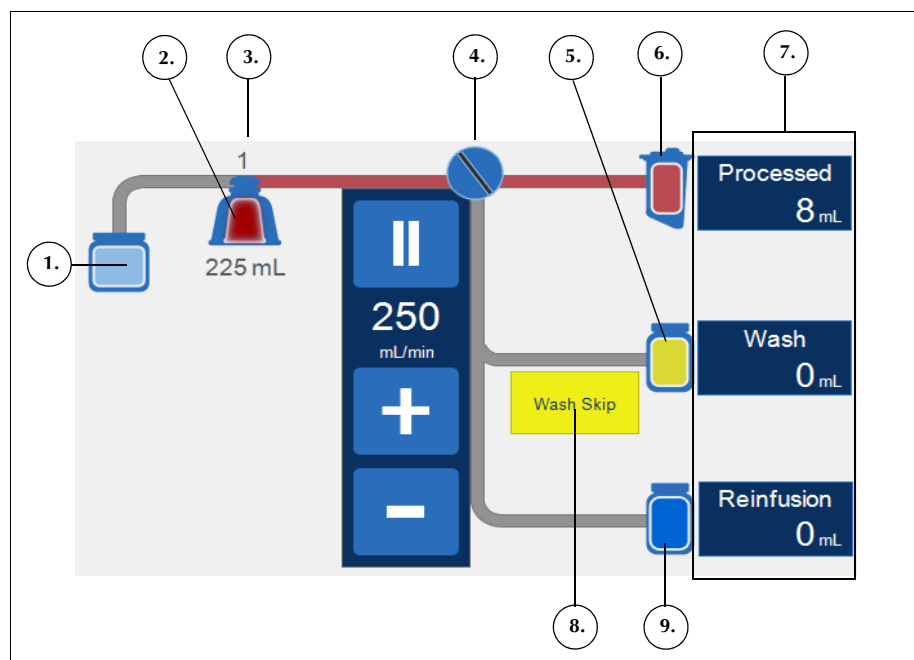 2.
3.
4.
5.
6.
7.
1
Processed
8 mL
1.
225 mL
250
mL/min
Wash
0 mL
Wash Skip
Reinfusion
0 mL
8.
9.